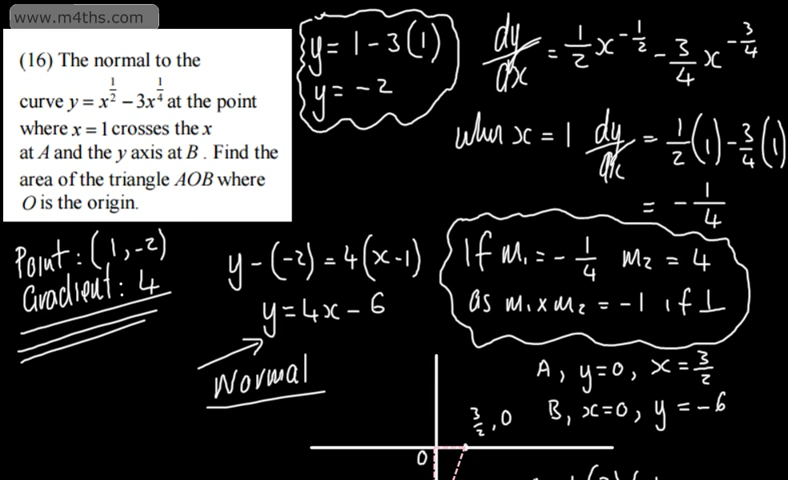 www.m4ths.com
(16) The normal to the
curve y = x^{1/2} − 3x^{1/4} at the point
where x = 1 crosses the x
at A and the y axis at B . Find the
area of the triangle AOB where
O is the origin.
y = 1 − 3(1)
y = −2
dy/dx = 1/2 x^{-1/2} − 3/4 x^{-3/4}
when x = 1 dy/dx = 1/2 (1) − 3/4 (1)
= − 1/4
Point : (1, −2)
Gradient : 4
y − (−2) = 4(x − 1)
y = 4x − 6
Normal
If m₁ = − 1/4 m₂ = 4
as m₁ x m₂ = −1 if ⊥
A, y=0, x = 3/2
B, x=0, y = −6
3/2, 0
0